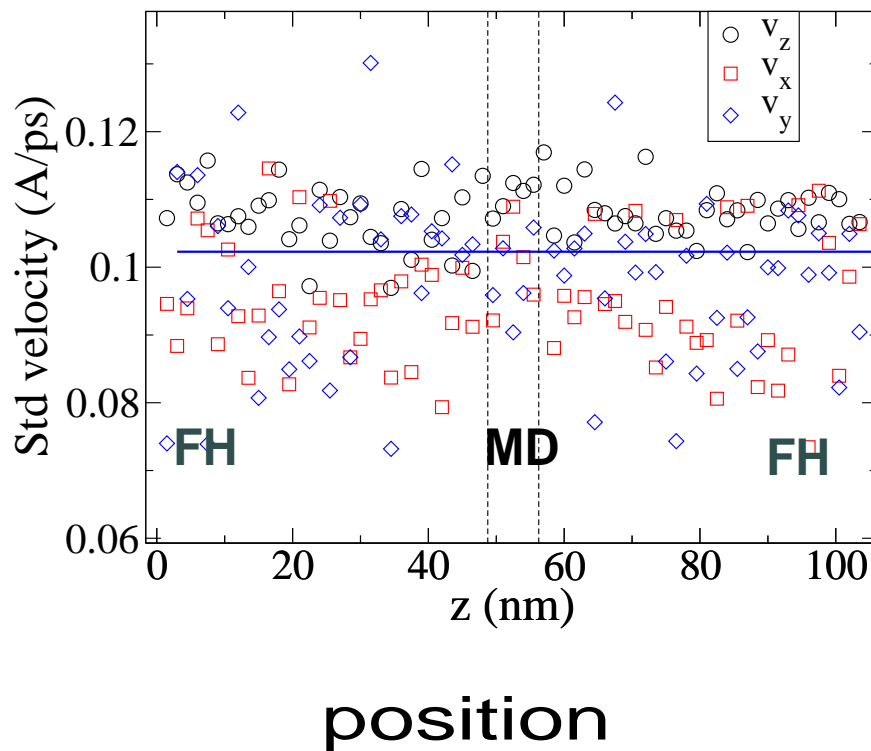 v_z
v_x
v_y
Std velocity (A/ps)
0.12
0.1
0.08
0.06
FH
MD
FH
0
20
40
60
80
100
z (nm)
position